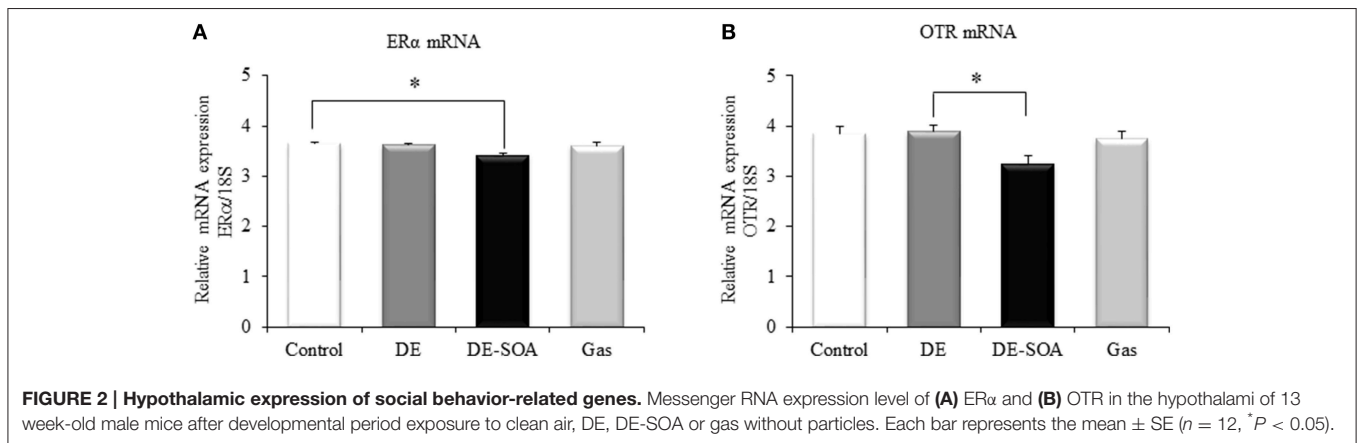 A
ERα mRNA
Relative mRNA expression
ERα/18S
5
4
3
2
1
0
*
Control DE DE-SOA Gas
B
OTR mRNA
Relative mRNA expression
OTR/18S
5
4
3
2
1
0
*
Control DE DE-SOA Gas
FIGURE 2 | Hypothalamic expression of social behavior-related genes. Messenger RNA expression level of (A) ERα and (B) OTR in the hypothalami of 13
week-old male mice after developmental period exposure to clean air, DE, DE-SOA or gas without particles. Each bar represents the mean ± SE (n = 12, *P < 0.05).